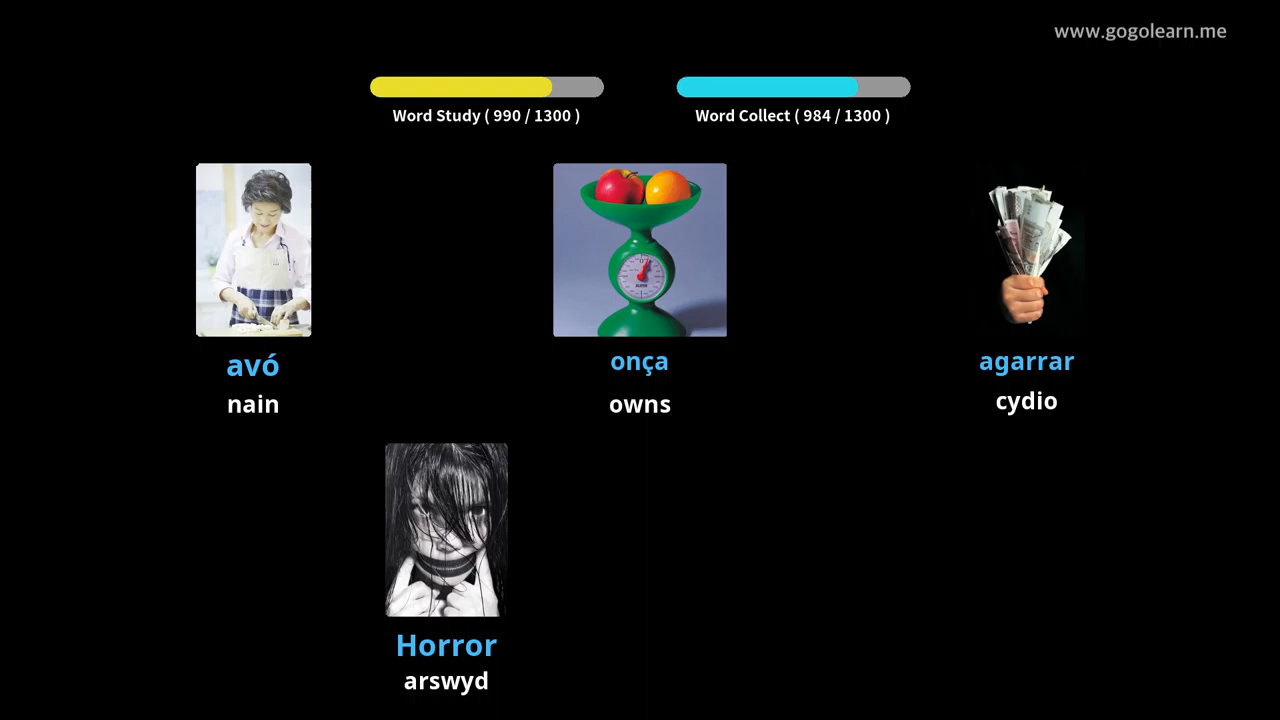 www.gogolearn.me
Word Study ( 990 / 1300 )
Word Collect ( 984 / 1300 )
avó
onça
agarrar
nain
owns
cydio
Horror
arswyd